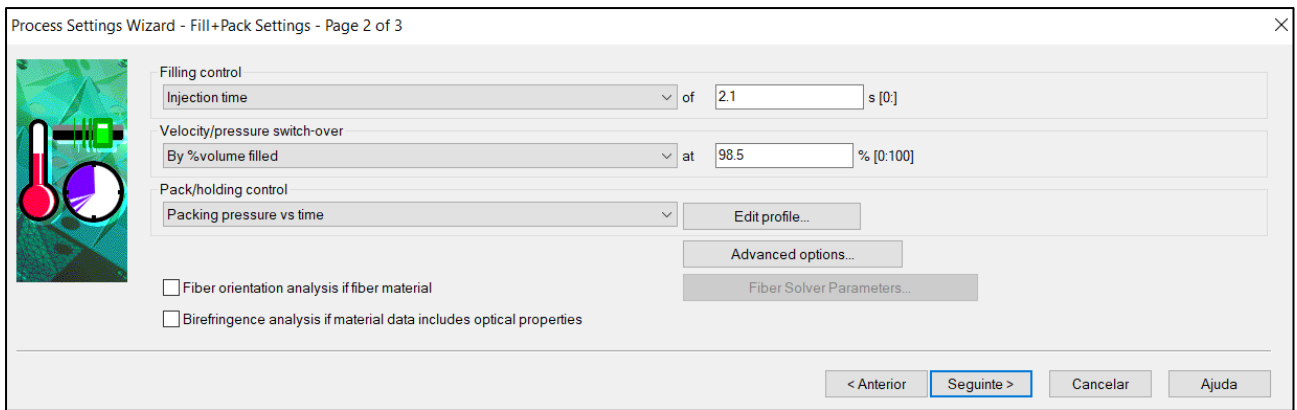 Process Settings Wizard - Fill+Pack Settings - Page 2 of 3
Filling control
Injection time of 2.1 s [0:]
Velocity/pressure switch-over
By %volume filled at 98.5 % [0:100]
Pack/holding control
Packing pressure vs time Edit profile...
Advanced options...
Fiber orientation analysis if fiber material Fiber Solver Parameters...
Birefringence analysis if material data includes optical properties
< Anterior Seguinte > Cancelar Ajuda